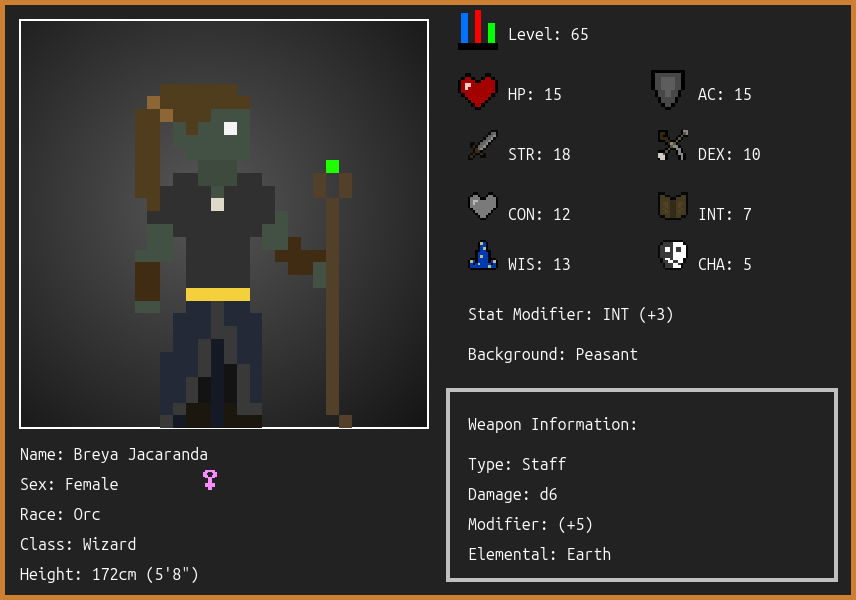 Level: 65
HP: 15
AC: 15
STR: 18
DEX: 10
CON: 12
INT: 7
WIS: 13
CHA: 5
Stat Modifier: INT (+3)
Background: Peasant
Weapon Information:
Type: Staff
Damage: d6
Modifier: (+5)
Elemental: Earth
Name: Breya Jacaranda
Sex: Female
Race: Orc
Class: Wizard
Height: 172cm (5'8")